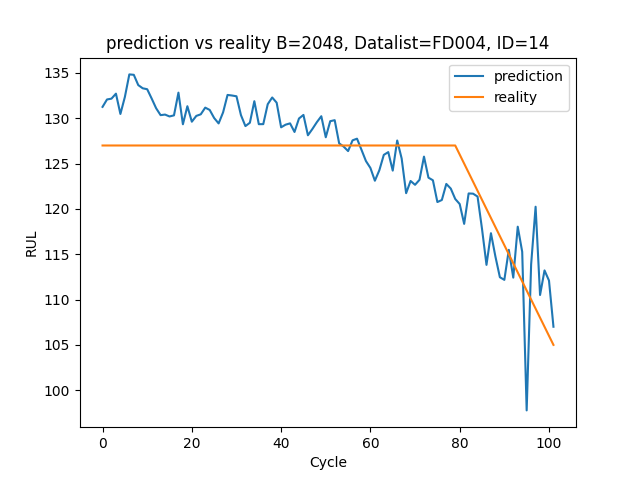 prediction vs reality B=2048, Datalist=FD004, ID=14
prediction
reality
135
130
125
120
115
110
105
100
RUL
0 20 40 60 80 100
Cycle